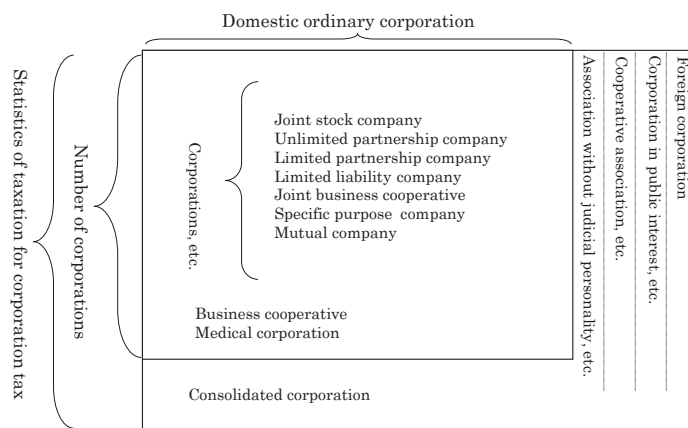 Domestic ordinary corporation
Statistics of taxation for corporation tax
Number of corporations
Corporations, etc.
Joint stock company
Unlimited partnership company
Limited partnership company
Limited liability company
Joint business cooperative
Specific purpose company
Mutual company
Business cooperative
Medical corporation
Consolidated corporation
Association without judicial personality, etc.
Cooperative association, etc.
Corporation in public interest, etc.
Foreign corporation